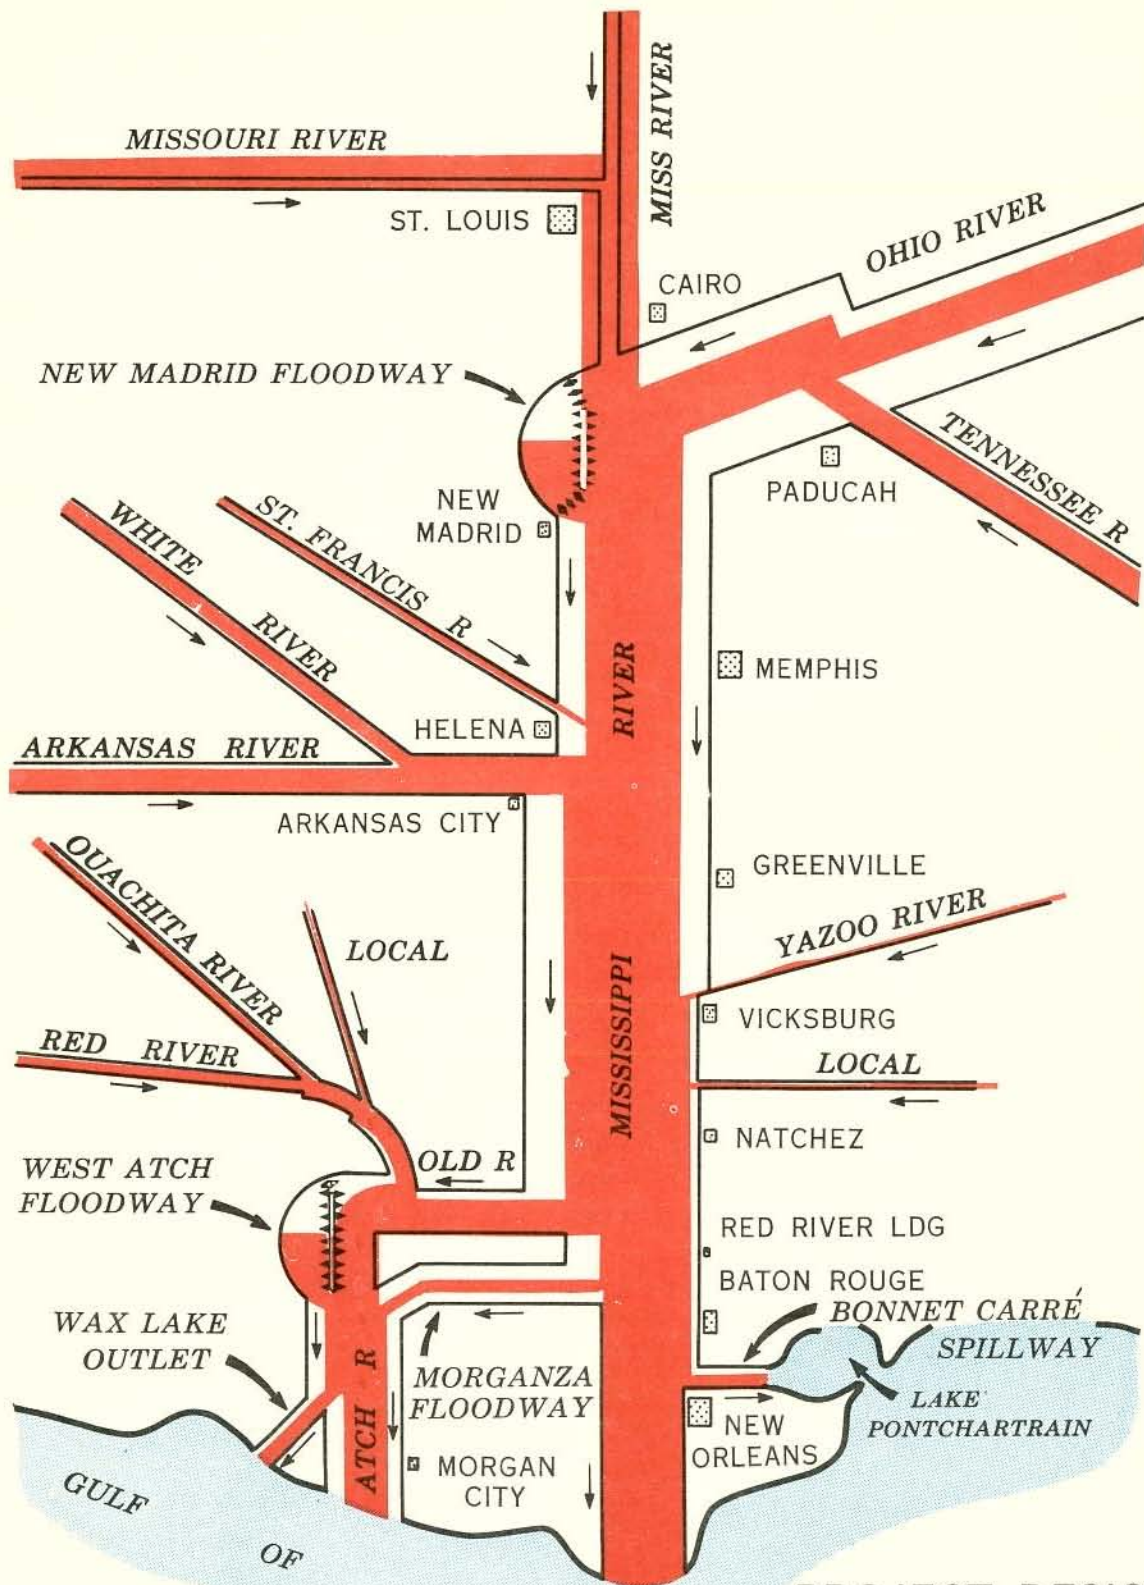 MISS RIVER
MISSOURI RIVER
ST. LOUIS
OHIO RIVER
CAIRO
NEW MADRID FLOODWAY
TENNESSEE R
PADUCAH
NEW
MADRID
ST. FRANCIS R
WHITE RIVER
MEMPHIS
HELENA
ARKANSAS RIVER
ARKANSAS CITY
MISSISSIPPI RIVER
GREENVILLE
OUACHITA RIVER
LOCAL
YAZOO RIVER
VICKSBURG
RED RIVER
LOCAL
NATCHEZ
OLD R
WEST ATCH
FLOODWAY
RED RIVER LDG
BATON ROUGE
BONNET CARRÉ
SPILLWAY
WAX LAKE
OUTLET
MORGANZA
FLOODWAY
ATCH R
LAKE
PONTCHARTRAIN
NEW
ORLEANS
MORGAN
CITY
GULF
OF